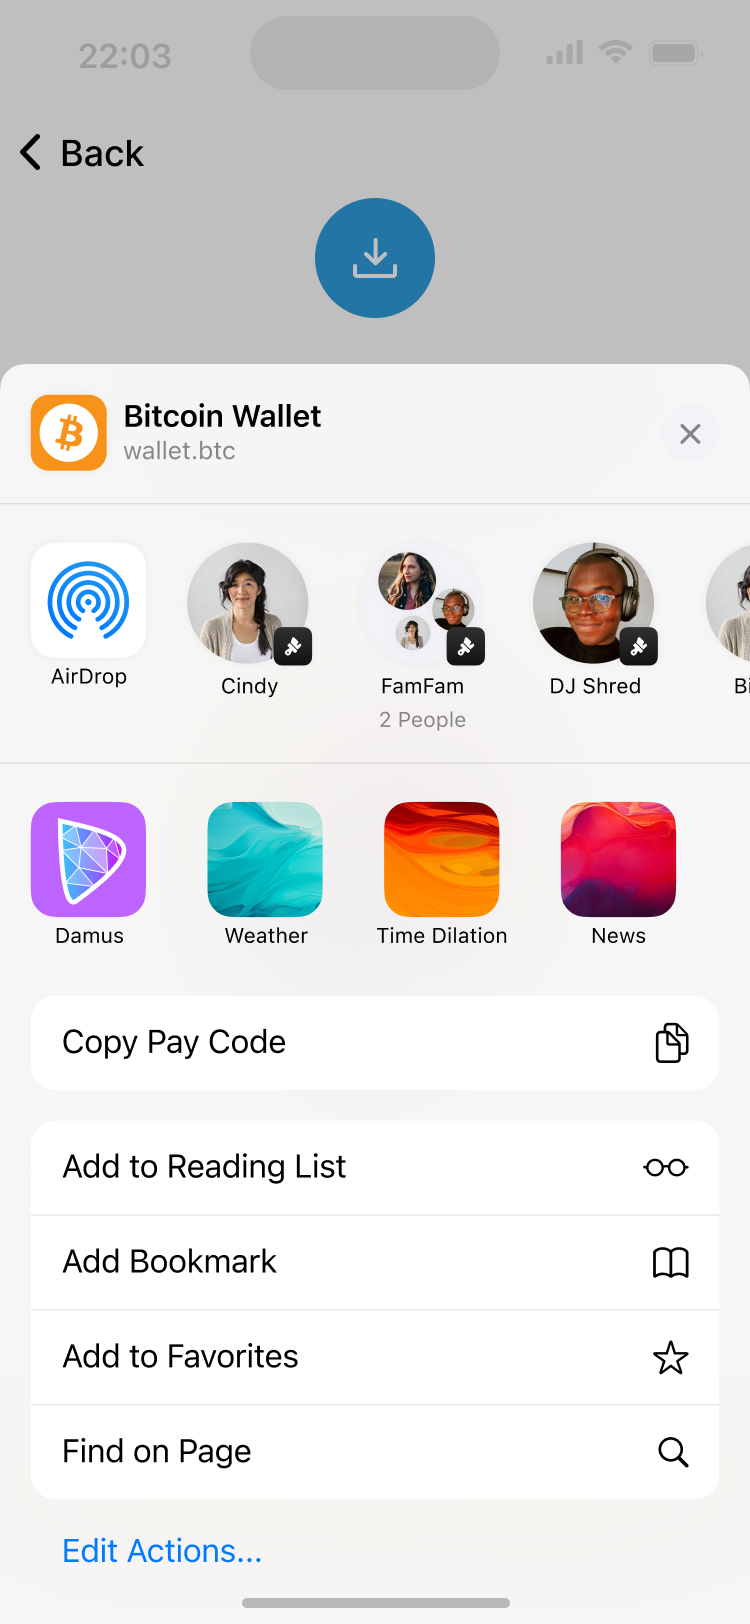 22:03
Back
Bitcoin Wallet
wallet.btc
AirDrop
Cindy
FamFam
2 People
DJ Shred
Bi
Damus
Weather
Time Dilation
News
Copy Pay Code
Add to Reading List
Add Bookmark
Add to Favorites
Find on Page
Edit Actions...